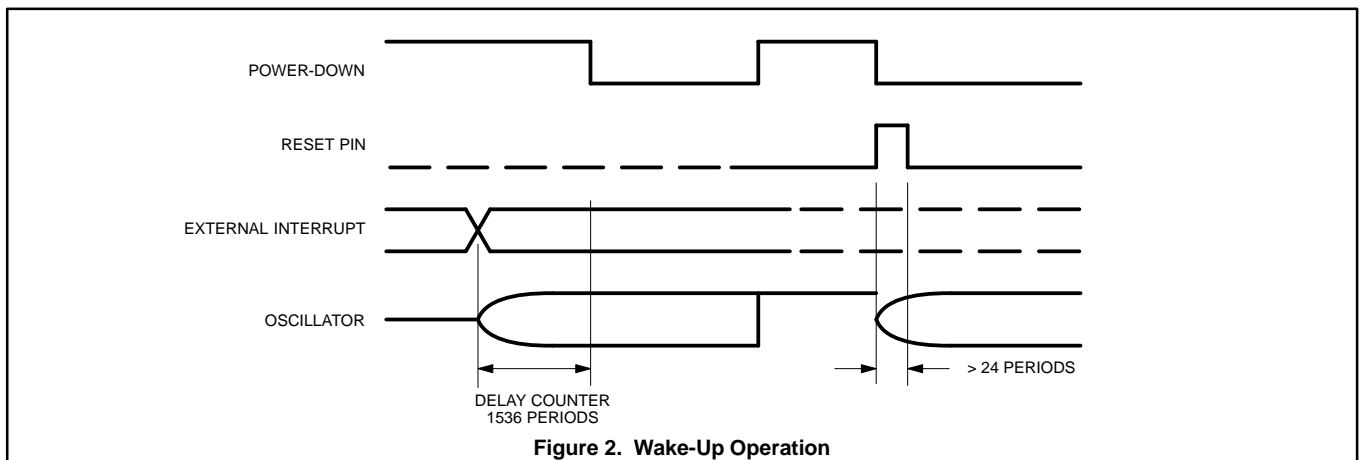 POWER-DOWN
RESET PIN
EXTERNAL INTERRUPT
OSCILLATOR
> 24 PERIODS
DELAY COUNTER
1536 PERIODS
Figure 2. Wake-Up Operation